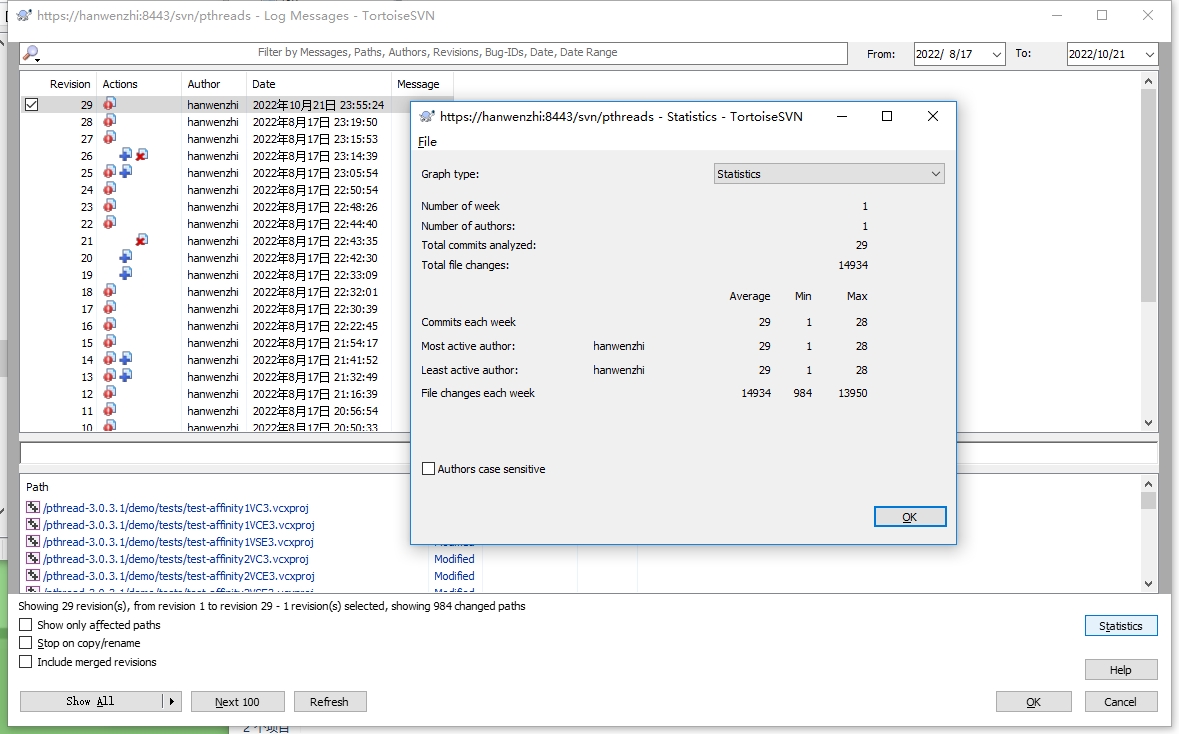 https://hanwenzhi:8443/svn/pthreads - Log Messages - TortoiseSVN
Filter by Messages, Paths, Authors, Revisions, Bug-IDs, Date, Date Range
From: 2022/ 8/17 To: 2022/10/21
Revision Actions Author Date Message
29 hanwenzhi 2022年10月21日 23:55:24
28 hanwenzhi 2022年8月17日 23:19:50
27 hanwenzhi 2022年8月17日 23:15:53
26 hanwenzhi 2022年8月17日 23:14:39
25 hanwenzhi 2022年8月17日 23:05:54
24 hanwenzhi 2022年8月17日 22:50:54
23 hanwenzhi 2022年8月17日 22:48:26
22 hanwenzhi 2022年8月17日 22:44:40
21 hanwenzhi 2022年8月17日 22:43:35
20 hanwenzhi 2022年8月17日 22:42:30
19 hanwenzhi 2022年8月17日 22:33:09
18 hanwenzhi 2022年8月17日 22:32:01
17 hanwenzhi 2022年8月17日 22:30:39
16 hanwenzhi 2022年8月17日 22:22:45
15 hanwenzhi 2022年8月17日 21:54:17
14 hanwenzhi 2022年8月17日 21:41:52
13 hanwenzhi 2022年8月17日 21:32:49
12 hanwenzhi 2022年8月17日 21:16:39
11 hanwenzhi 2022年8月17日 20:56:54
10 hanwenzhi 2022年8月17日 20:50:33
https://hanwenzhi:8443/svn/pthreads - Statistics - TortoiseSVN
File
Graph type: Statistics
Number of week 1
Number of authors: 1
Total commits analyzed: 29
Total file changes: 14934
Average Min Max
Commits each week 29 1 28
Most active author: hanwenzhi 29 1 28
Least active author: hanwenzhi 29 1 28
File changes each week 14934 984 13950
Authors case sensitive
OK
Path
/pthread-3.0.3.1/demo/tests/test-affinity1VC3.vcxproj
/pthread-3.0.3.1/demo/tests/test-affinity1VCE3.vcxproj
/pthread-3.0.3.1/demo/tests/test-affinity1VSE3.vcxproj Modified
/pthread-3.0.3.1/demo/tests/test-affinity2VC3.vcxproj Modified
/pthread-3.0.3.1/demo/tests/test-affinity2VCE3.vcxproj Modified
/pthread-3.0.3.1/demo/tests/test-affinity2VSE3.vcxproj Modified
Showing 29 revision(s), from revision 1 to revision 29 - 1 revision(s) selected, showing 984 changed paths
Show only affected paths
Stop on copy/rename
Include merged revisions
Statistics
Help
Show All Next 100 Refresh OK Cancel
2 个项目